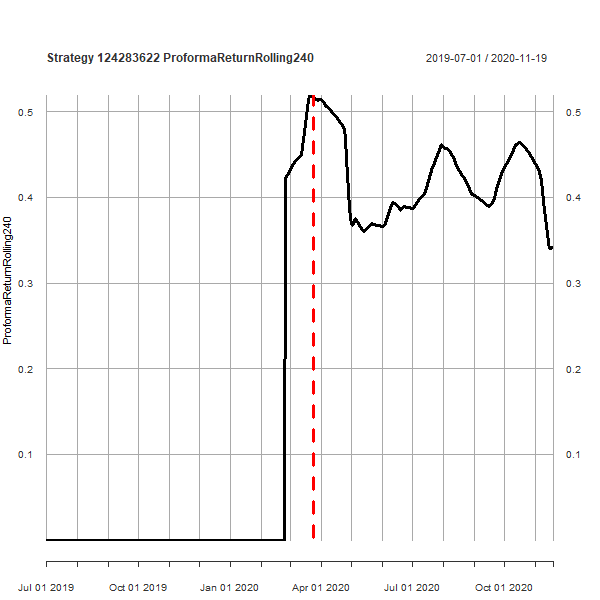 Strategy 124283622 ProformaReturnRolling240
2019-07-01 / 2020-11-19
ProformaReturnRolling240
0.5 0.5
0.4 0.4
0.3 0.3
0.2 0.2
0.1 0.1
Jul 01 2019 Oct 01 2019 Jan 01 2020 Apr 01 2020 Jul 01 2020 Oct 01 2020